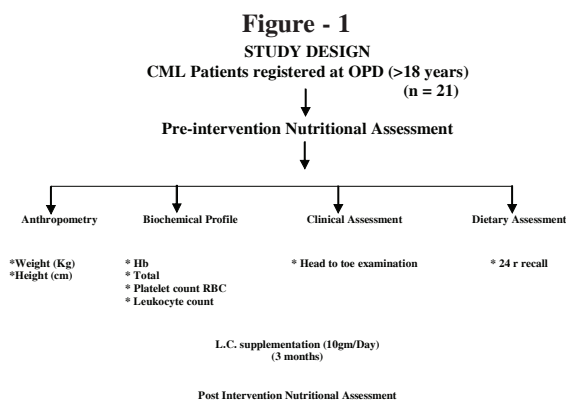 Figure - 1
STUDY DESIGN
CML Patients registered at OPD (>18 years)
(n = 21)
Pre-intervention Nutritional Assessment
Anthropometry Biochemical Profile Clinical Assessment Dietary Assessment
*Weight (Kg) * Hb * Head to toe examination * 24 r recall
*Height (cm) * Total
* Platelet count RBC
* Leukocyte count
L.C. supplementation (10gm/Day)
(3 months)
Post Intervention Nutritional Assessment